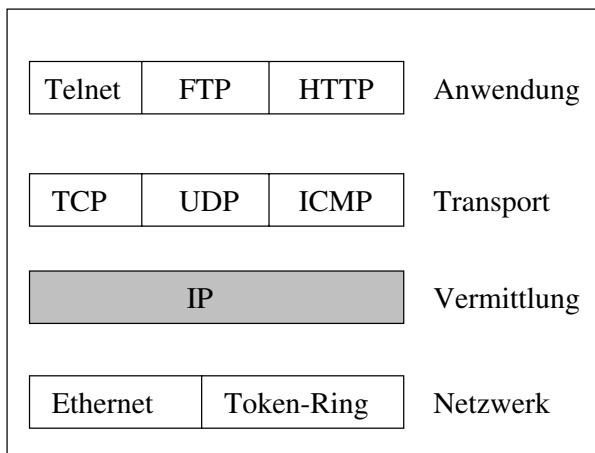 Telnet FTP HTTP Anwendung
TCP UDP ICMP Transport
IP Vermittlung
Ethernet Token-Ring Netzwerk